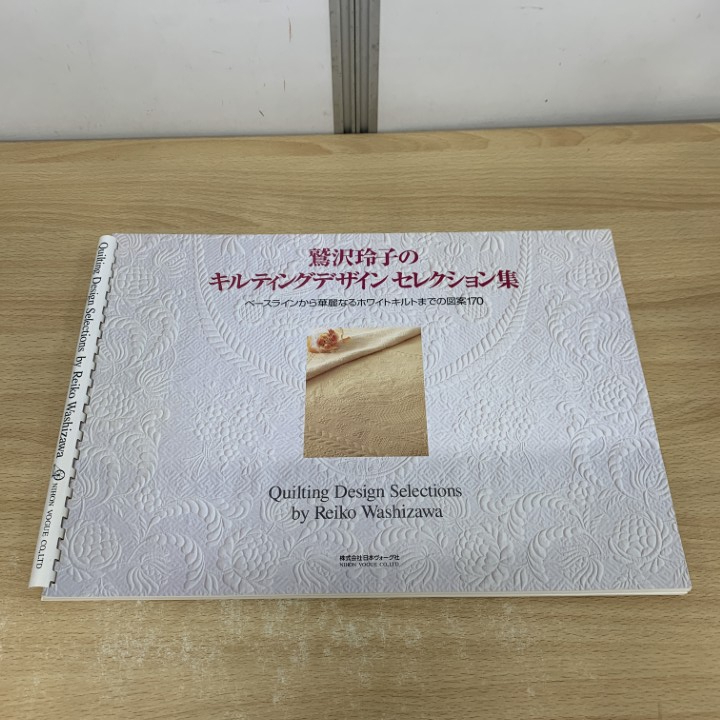 鷲沢玲子の
キルティングデザイン セレクション集
ベースラインから華麗なるホワイトキルトまでの図案170
Quilting Design Selections
by Reiko Washizawa
株式会社日本ヴォーグ社
NIHON VOGUE CO.,LTD.
Quilting Design Selections by Reiko Washizawa
NIHON VOGUE CO.,LTD